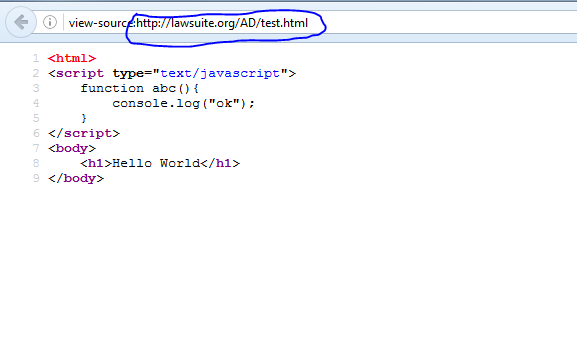 view-source:http://lawsuite.org/AD/test.html
1 <html>
2 <script type="text/javascript">
3     function abc(){
4         console.log("ok");
5     }
6 </script>
7 <body>
8     <h1>Hello World</h1>
9 </body>